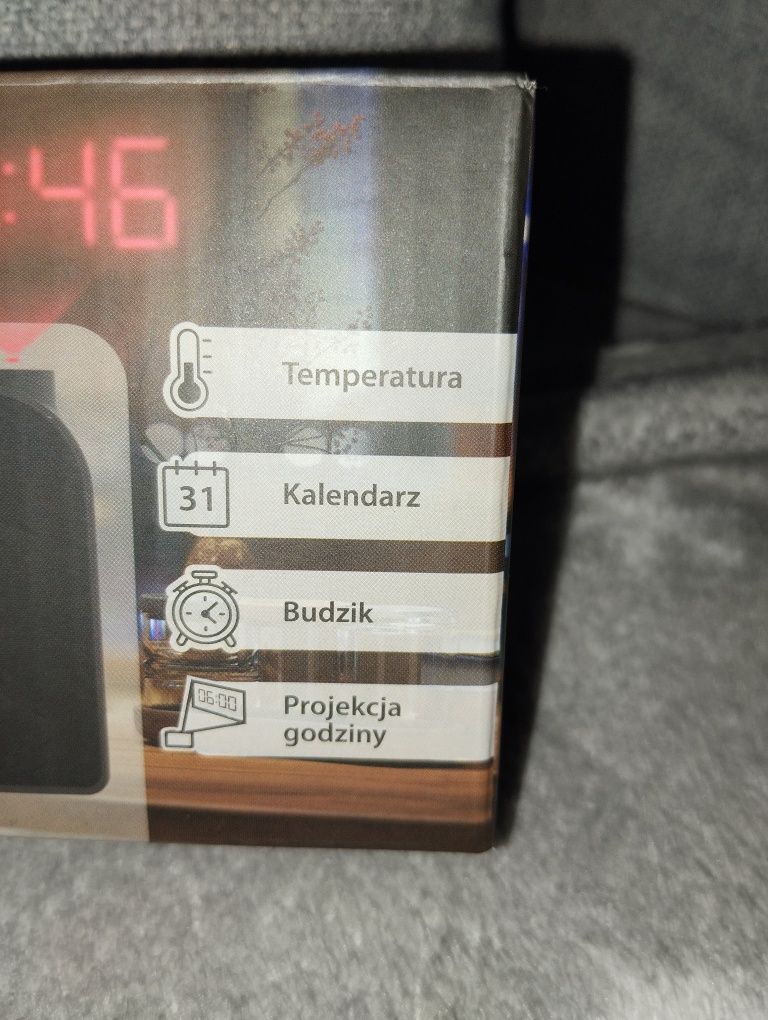 :46
Temperatura
31
Kalendarz
Budzik
06:00
Projekcja
godziny